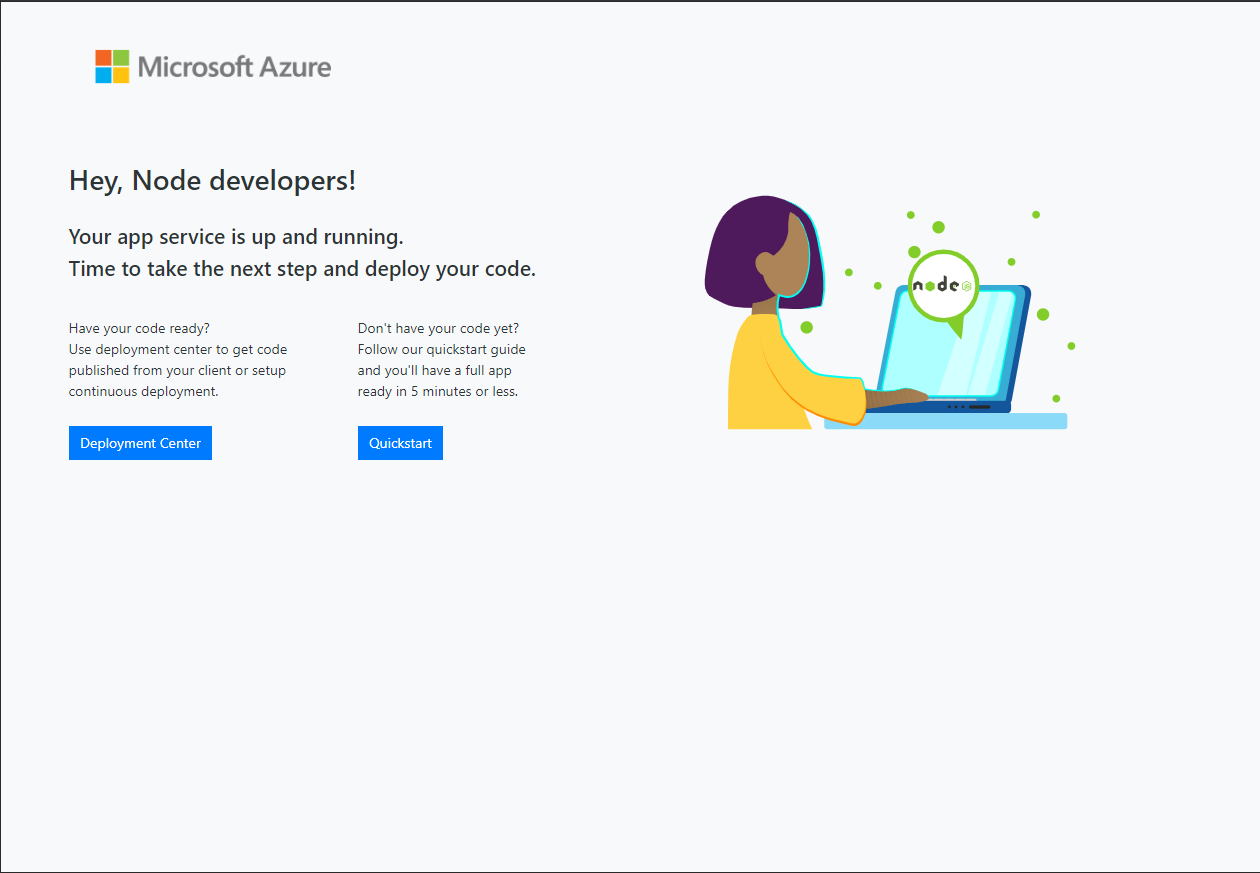 Microsoft Azure
Hey, Node developers!
Your app service is up and running.
Time to take the next step and deploy your code.
Have your code ready?
Use deployment center to get code
published from your client or setup
continuous deployment.
Deployment Center
Don't have your code yet?
Follow our quickstart guide
and you'll have a full app
ready in 5 minutes or less.
Quickstart
node